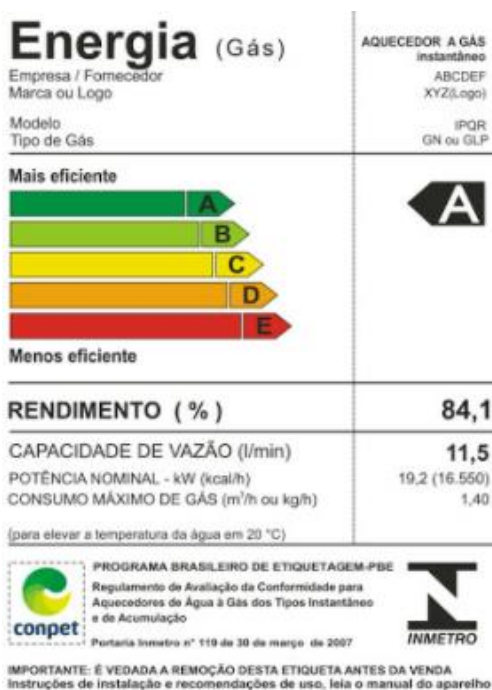 Energia (Gás)
AQUECEDOR A GÁS
instantâneo
Empresa / Fornecedor
ABCDEF
Marca ou Logo
XYZ(Logo)
Modelo
IPQR
Tipo de Gás
GN ou GLP
Mais eficiente
A
A
B
C
D
E
Menos eficiente
RENDIMENTO ( % )
84,1
CAPACIDADE DE VAZÃO (l/min)
11,5
POTÊNCIA NOMINAL - kW (kcal/h)
19,2 (16.550)
CONSUMO MÁXIMO DE GÁS (m³/h ou kg/h)
1,40
(para elevar a temperatura da água em 20 °C)
PROGRAMA BRASILEIRO DE ETIQUETAGEM-PBE
Regulamento de Avaliação da Conformidade para
Aquecedores de Água à Gás dos Tipos Instantâneo
e de Acumulação
Portaria Inmetro n° 119 de 30 de março de 2007
conpet
INMETRO
IMPORTANTE: É VEDADA A REMOÇÃO DESTA ETIQUETA ANTES DA VENDA
Instruções de instalação e recomendações de uso, leia o manual do aparelho